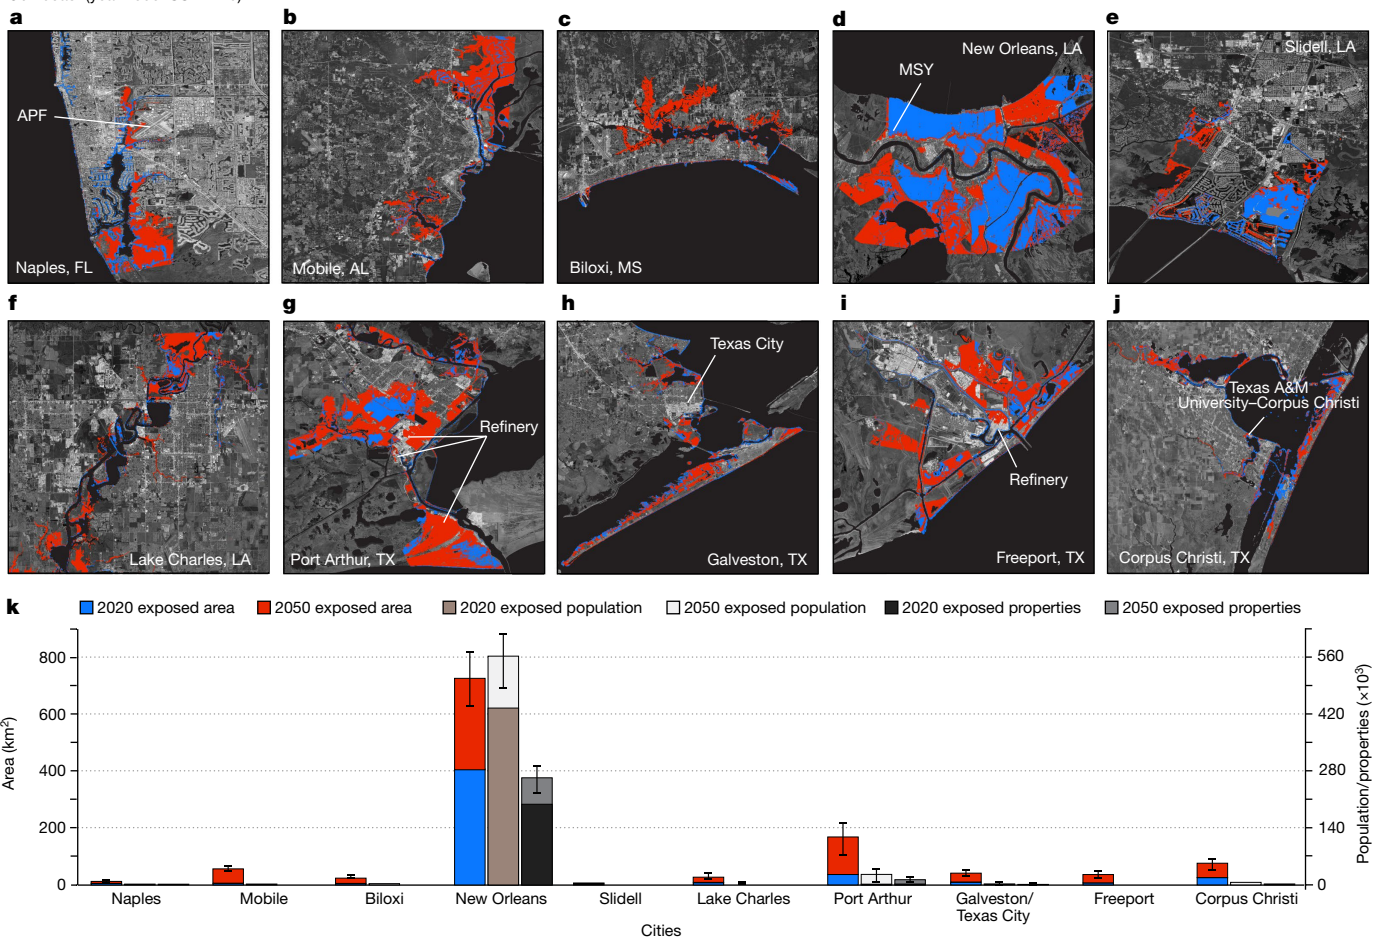 a
b
c
d
e
APF
Naples, FL
Mobile, AL
Biloxi, MS
New Orleans, LA
MSY
Slidell, LA
f
g
h
i
j
Lake Charles, LA
Refinery
Port Arthur, TX
Texas City
Galveston, TX
Refinery
Freeport, TX
Texas A&M
University–Corpus Christi
Corpus Christi, TX
k
2020 exposed area
2050 exposed area
2020 exposed population
2050 exposed population
2020 exposed properties
2050 exposed properties
Area (km²)
800
600
400
200
0
560
420
280
140
0
Population/properties (×10³)
Naples
Mobile
Biloxi
New Orleans
Slidell
Lake Charles
Port Arthur
Galveston/
Texas City
Freeport
Corpus Christi
Cities